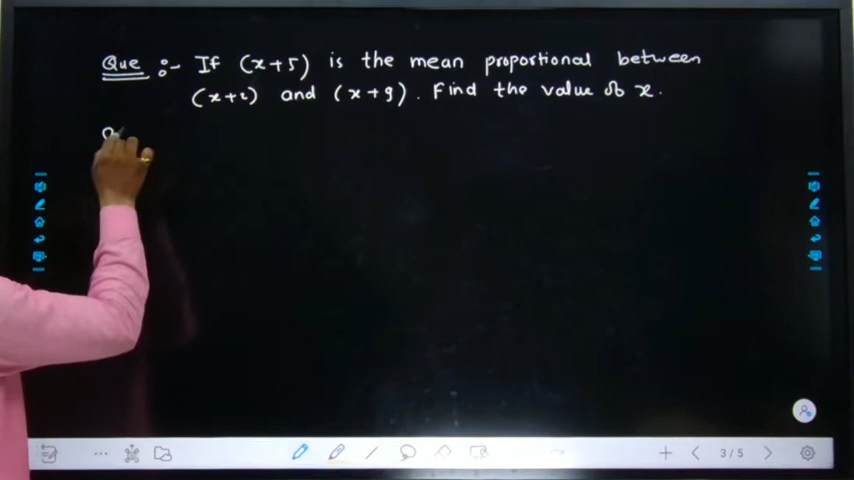 Que :- If (x+5) is the mean proportional between
(x+2) and (x+9). Find the value of x.
3/5